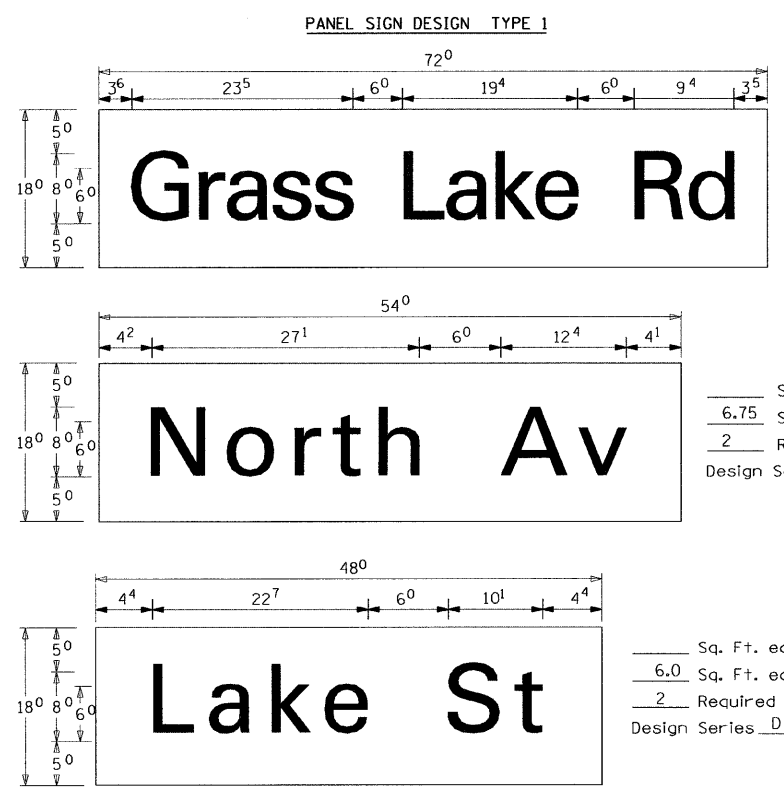 PANEL SIGN DESIGN TYPE 1
72⁰
3⁶ 23⁵ 6⁰ 19⁴ 6⁰ 9⁴ 3⁵
5⁰
18⁰ 8⁰ 6⁰
5⁰
Grass Lake Rd
54⁰
4² 27¹ 6⁰ 12⁴ 4¹
5⁰
18⁰ 8⁰ 6⁰
5⁰
North Av
S
6.75 S
2 R
Design S
48⁰
4⁴ 22⁷ 6⁰ 10¹ 4⁴
5⁰
18⁰ 8⁰ 6⁰
5⁰
Lake St
Sq. Ft. e
6.0 Sq. Ft. e
2 Required
Design Series D